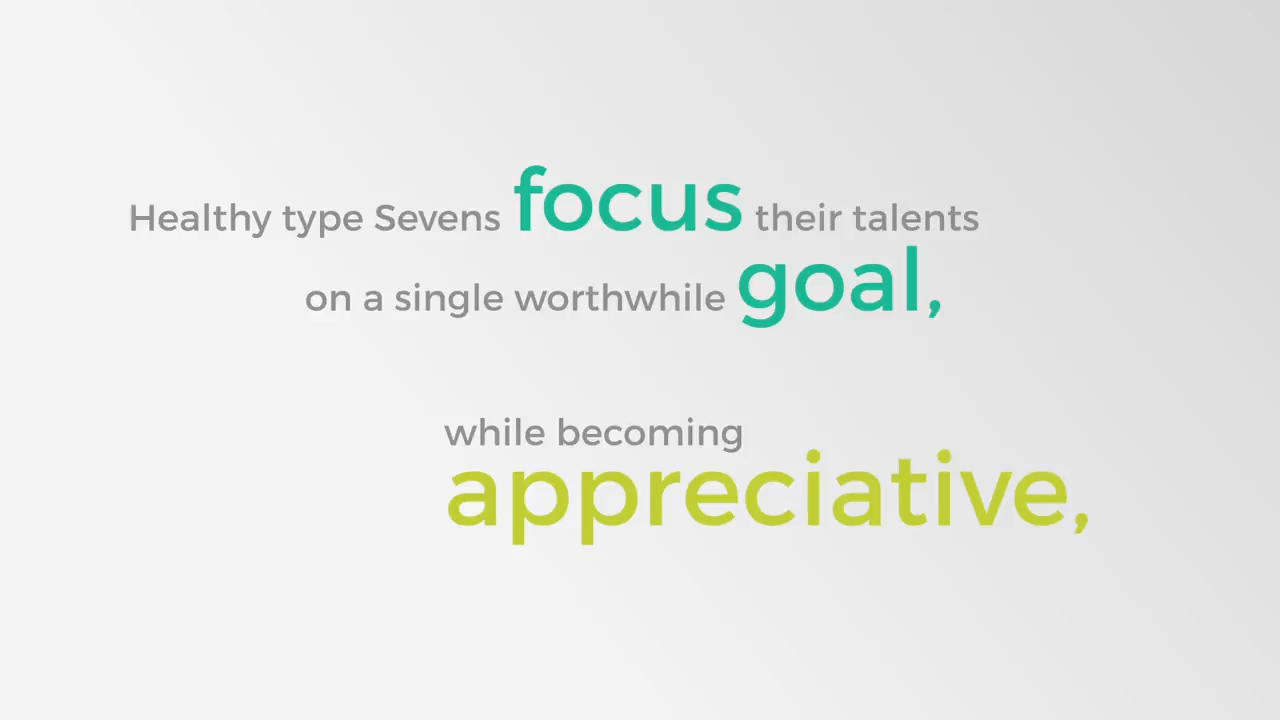 Healthy type Sevens focus their talents
on a single worthwhile goal,
while becoming
appreciative,